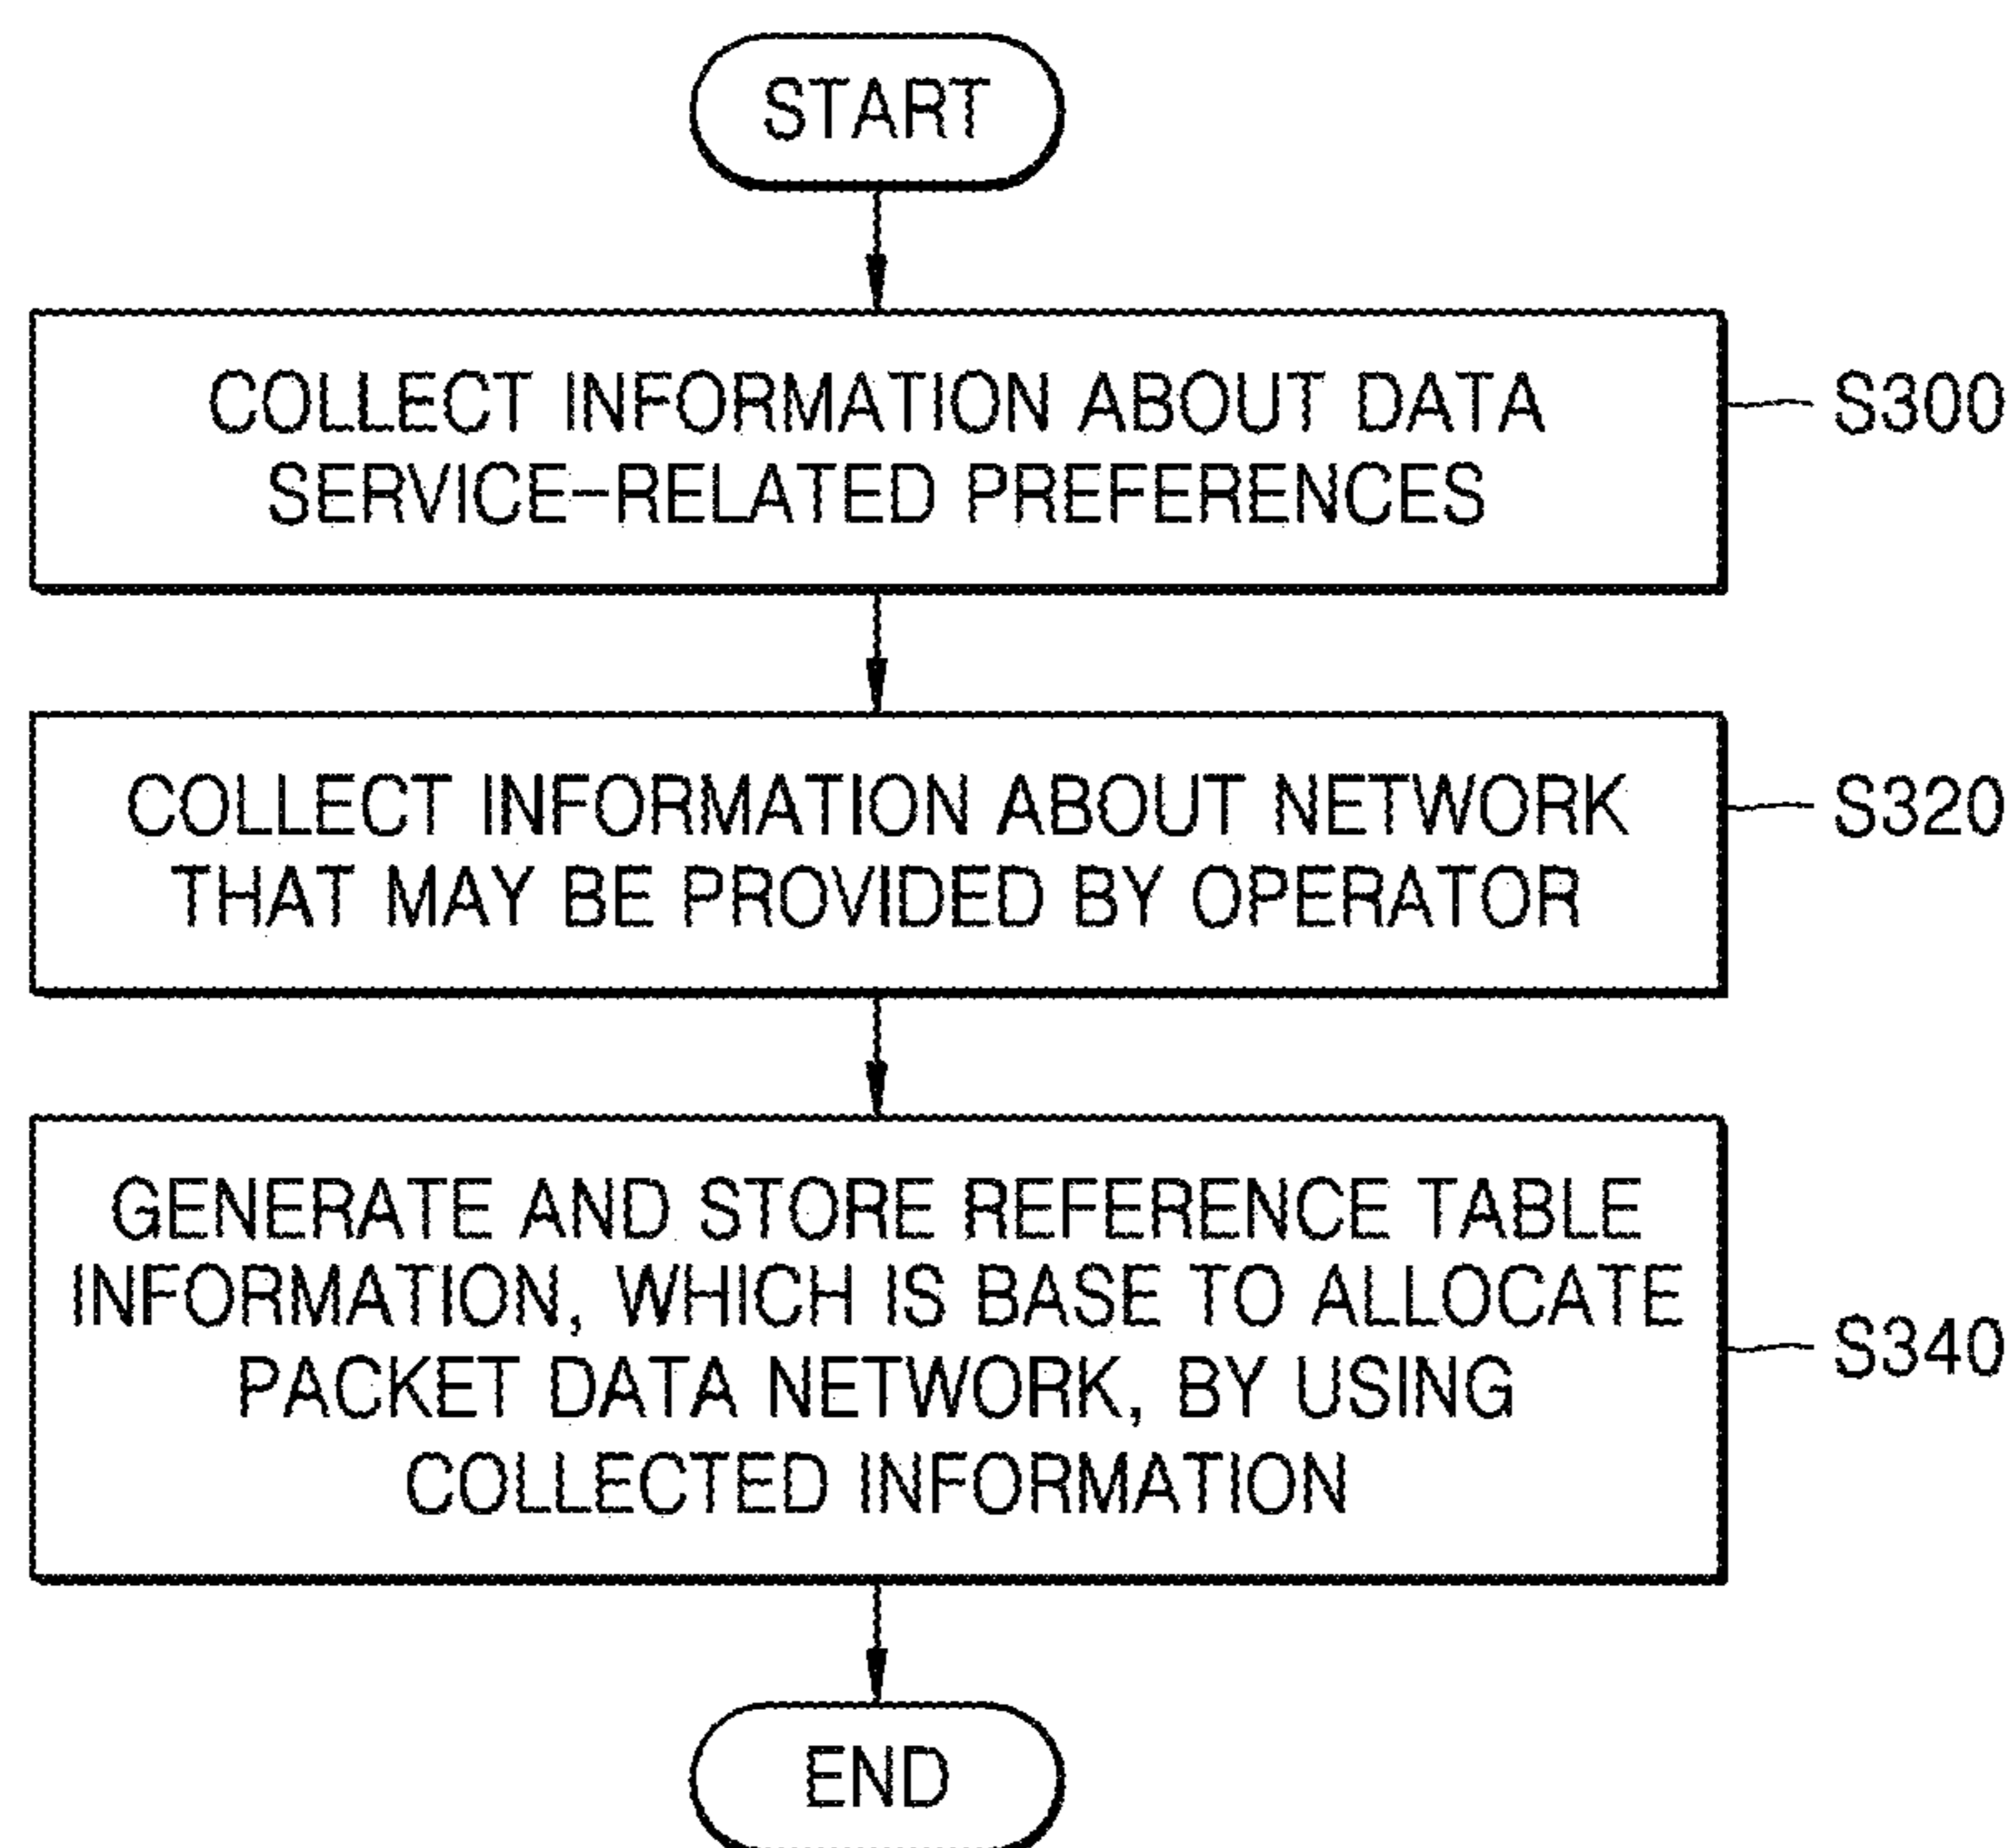 START
COLLECT INFORMATION ABOUT DATA
SERVICE-RELATED PREFERENCES
S300
COLLECT INFORMATION ABOUT NETWORK
THAT MAY BE PROVIDED BY OPERATOR
S320
GENERATE AND STORE REFERENCE TABLE
INFORMATION, WHICH IS BASE TO ALLOCATE
PACKET DATA NETWORK, BY USING
COLLECTED INFORMATION
S340
END